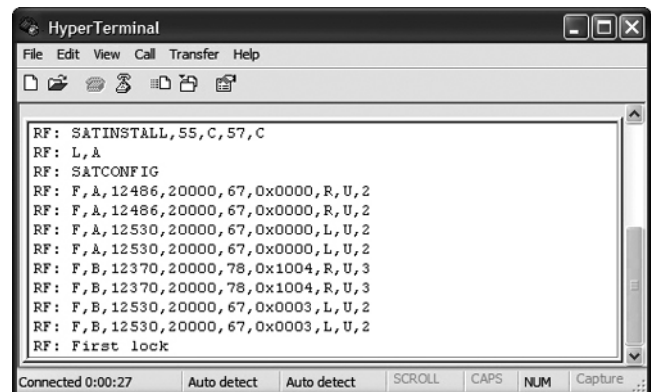 HyperTerminal
File Edit View Call Transfer Help
RF: SATINSTALL,55,C,57,C
RF: L,A
RF: SATCONFIG
RF: F,A,12486,20000,67,0x0000,R,U,2
RF: F,A,12486,20000,67,0x0000,R,U,2
RF: F,A,12530,20000,67,0x0000,L,U,2
RF: F,A,12530,20000,67,0x0000,L,U,2
RF: F,B,12370,20000,78,0x1004,R,U,3
RF: F,B,12370,20000,78,0x1004,R,U,3
RF: F,B,12530,20000,67,0x0003,L,U,2
RF: F,B,12530,20000,67,0x0003,L,U,2
RF: First lock
Connected 0:00:27 Auto detect Auto detect SCROLL CAPS NUM Capture